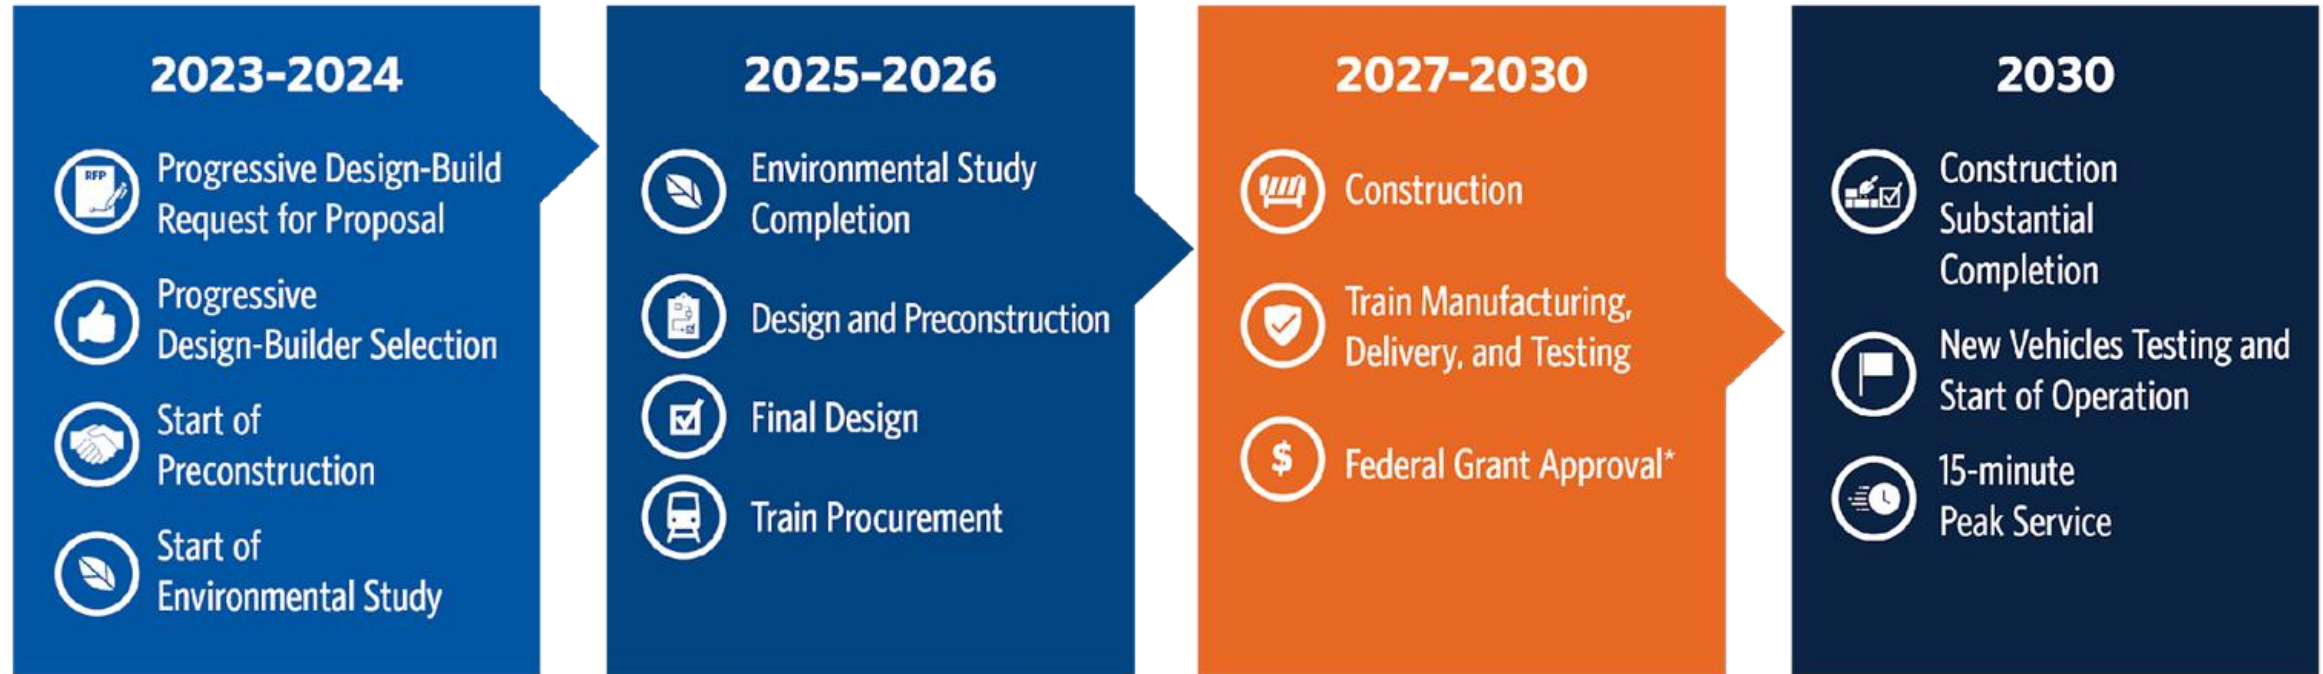 2023–2024
RFP
Progressive Design-Build
Request for Proposal
Progressive
Design-Builder Selection
Start of
Preconstruction
Start of
Environmental Study
2025–2026
Environmental Study
Completion
Design and Preconstruction
Final Design
Train Procurement
2027–2030
Construction
Train Manufacturing,
Delivery, and Testing
$
Federal Grant Approval*
2030
Construction
Substantial
Completion
New Vehicles Testing and
Start of Operation
15-minute
Peak Service